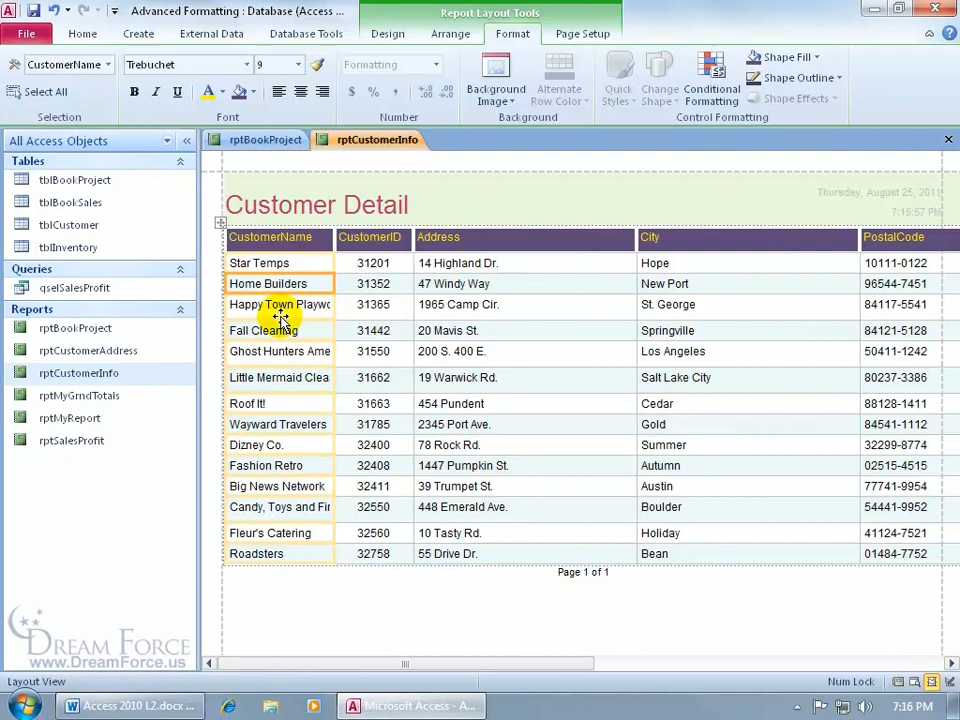 Advanced Formatting : Database (Access ...
Report Layout Tools
File Home Create External Data Database Tools Design Arrange Format Page Setup
CustomerName Trebuchet 9 Formatting
Select All B I U A $ % ,
Background Image Alternate Row Color Quick Styles Change Shape Conditional Formatting
Shape Fill
Shape Outline
Shape Effects
Selection Font Number Background Control Formatting
All Access Objects
Tables
tblBookProject
tblBookSales
tblCustomer
tblInventory
Queries
qselSalesProfit
Reports
rptBookProject
rptCustomerAddress
rptCustomerInfo
rptMyGrndTotals
rptMyReport
rptSalesProfit
DREAM FORCE
www.DreamForce.us
rptBookProject rptCustomerInfo
Thursday, August 25, 2011
Customer Detail
7:15:57 PM
CustomerName CustomerID Address City PostalCode
Star Temps 31201 14 Highland Dr. Hope 10111-0122
Home Builders 31352 47 Windy Way New Port 96544-7451
Happy Town Playwo 31365 1965 Camp Cir. St. George 84117-5541
Fall Cleaning 31442 20 Mavis St. Springville 84121-5128
Ghost Hunters Ame 31550 200 S. 400 E. Los Angeles 50411-1242
Little Mermaid Clea 31662 19 Warwick Rd. Salt Lake City 80237-3386
Roof It! 31663 454 Pundent Cedar 88128-1411
Wayward Travelers 31785 2345 Port Ave. Gold 84541-1112
Dizney Co. 32400 78 Rock Rd. Summer 32299-8774
Fashion Retro 32408 1447 Pumpkin St. Autumn 02515-4515
Big News Network 32411 39 Trumpet St. Austin 77741-9954
Candy, Toys and Fir 32550 448 Emerald Ave. Boulder 54441-9952
Fleur's Catering 32560 10 Tasty Rd. Holiday 41124-7521
Roadsters 32758 55 Drive Dr. Bean 01484-7752
Page 1 of 1
Layout View Num Lock
Access 2010 L2.docx ... Microsoft Access - A... 7:16 PM